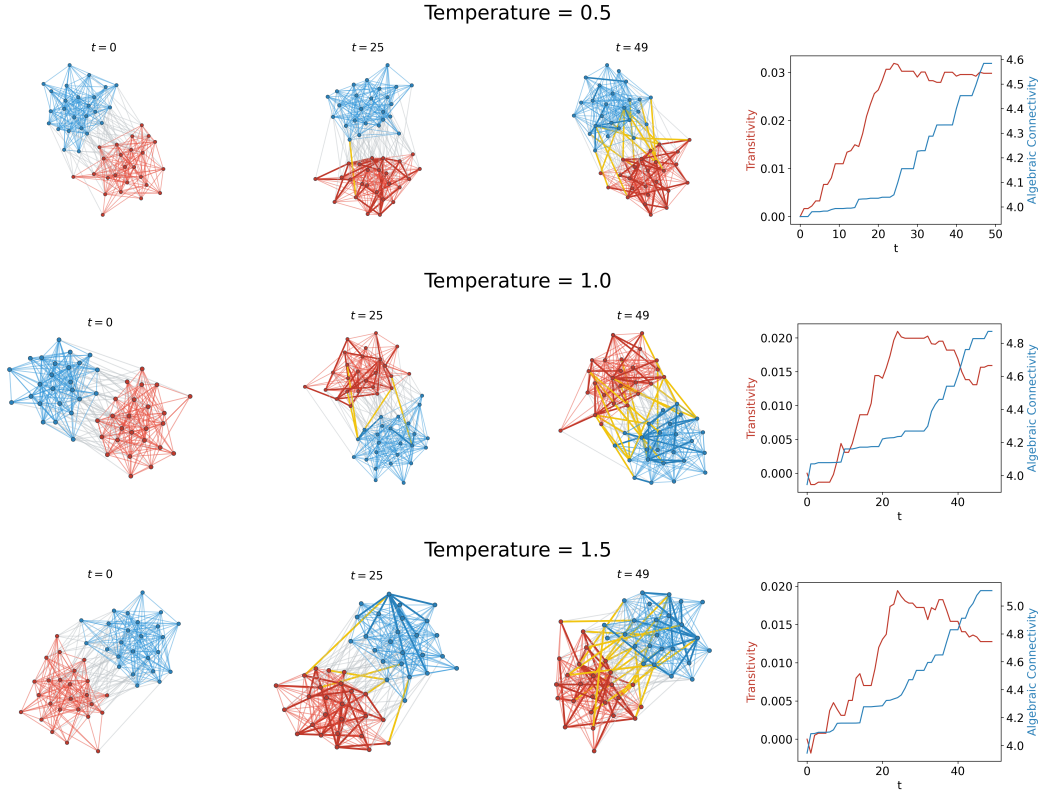 Temperature = 0.5
t = 0
t = 25
t = 49
0.03
0.02
0.01
0.00
Transitivity
0 10 20 30 40 50
t
4.6
4.5
4.4
4.3
4.2
4.1
4.0
Algebraic Connectivity
Temperature = 1.0
t = 0
t = 25
t = 49
0.020
0.015
0.010
0.005
0.000
Transitivity
0 20 40
t
4.8
4.6
4.4
4.2
4.0
Algebraic Connectivity
Temperature = 1.5
t = 0
t = 25
t = 49
0.020
0.015
0.010
0.005
0.000
Transitivity
0 20 40
t
5.0
4.8
4.6
4.4
4.2
4.0
Algebraic Connectivity